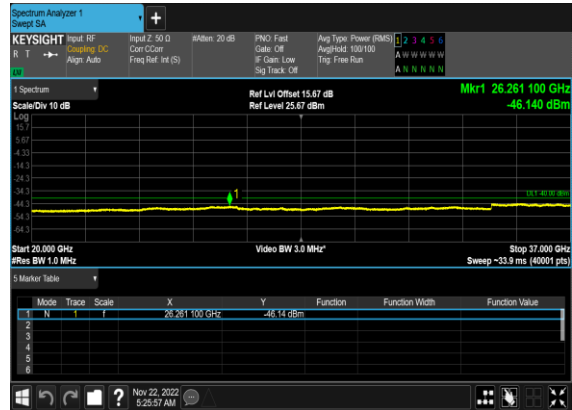 Spectrum Analyzer 1
Swept SA
+
KEYSIGHT Input: RF Input Z: 50 Ω #Atten: 20 dB PNO: Fast Avg Type: Power (RMS) 1 2 3 4 5 6
R T Coupling: DC Corr CCorr Gate: Off Avg|Hold: 100/100 A W W W W W
Align: Auto Freq Ref: Int (S) IF Gain: Low Trig: Free Run A N N N N N
Sig Track: Off
1 Spectrum Ref Lvl Offset 15.67 dB Mkr1 26.261 100 GHz
Scale/Div 10 dB Ref Level 25.67 dBm -46.140 dBm
Log
15.7
5.67
-4.33
-14.3
-24.3
-34.3 1 DL1 -40.00 dBm
-44.3
-54.3
-64.3
Start 20.000 GHz Video BW 3.0 MHz* Stop 37.000 GHz
#Res BW 1.0 MHz Sweep ~33.9 ms (40001 pts)
5 Marker Table
Mode Trace Scale X Y Function Function Width Function Value
1 N 1 f 26.261 100 GHz -46.14 dBm
2
3
4
5
6
? Nov 22, 2022
5:25:57 AM